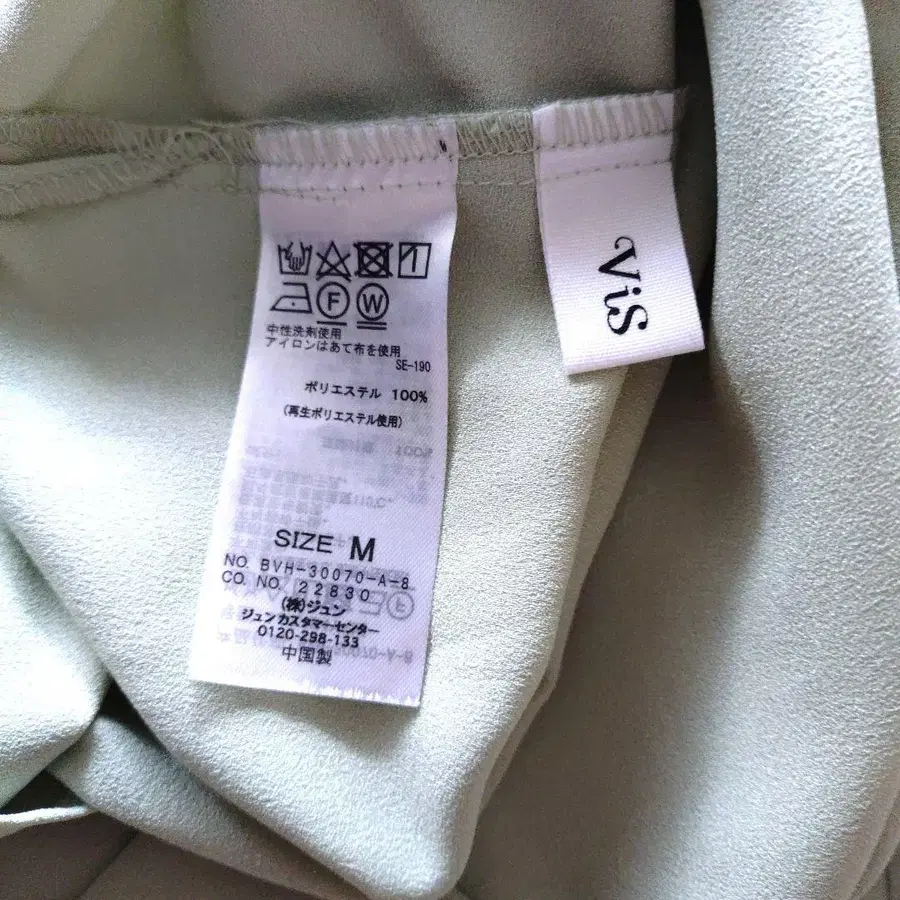 F W
中性洗剤使用
アイロンはあて布を使用
SE-190
ポリエステル 100%
(再生ポリエステル使用)
SIZE M
NO. BVH-30070-A-8
CO. NO. 22830
(株)ジュン
ジュンカスタマーセンター
0120-298-133
中国製
ViS